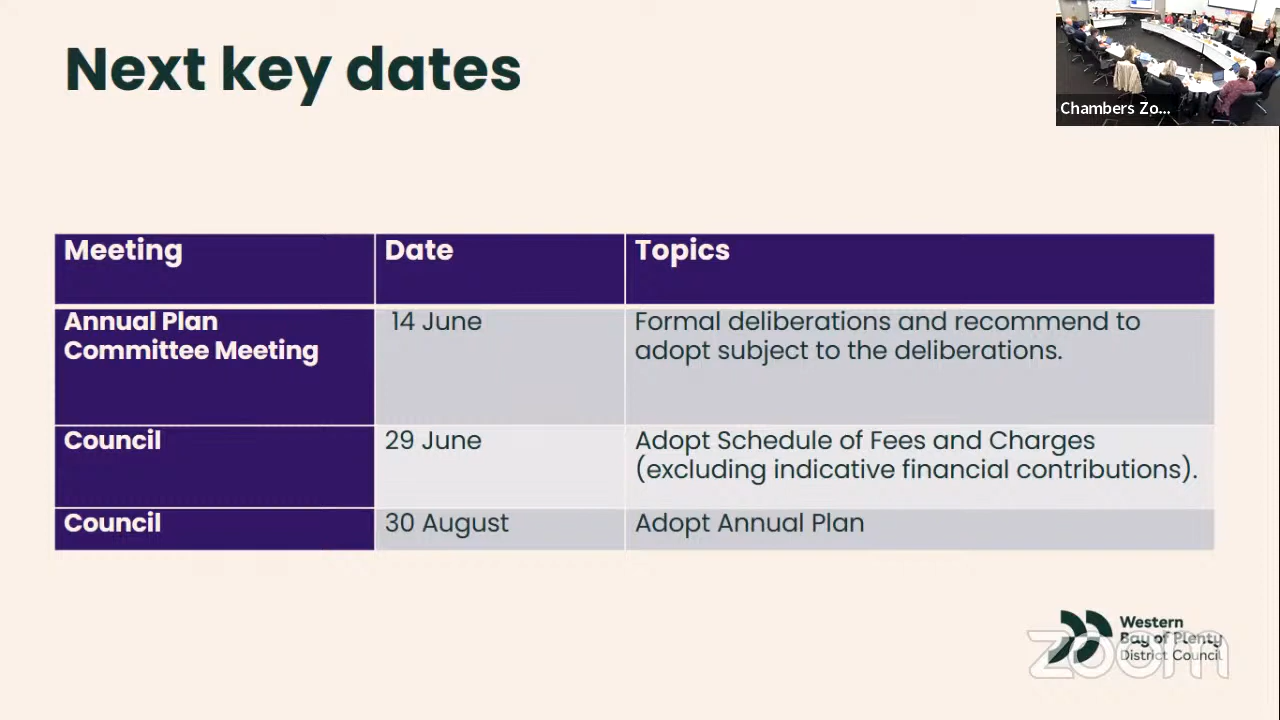 Next key dates
Chambers Zo...
Meeting
Date
Topics
Annual Plan
Committee Meeting
14 June
Formal deliberations and recommend to
adopt subject to the deliberations.
Council
29 June
Adopt Schedule of Fees and Charges
(excluding indicative financial contributions).
Council
30 August
Adopt Annual Plan
Western
Bay of Plenty
District Council
zoom